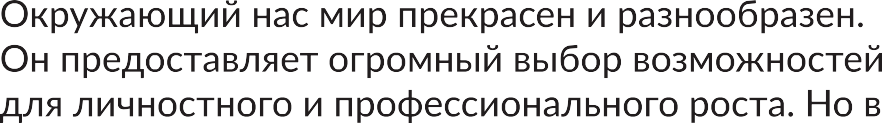 Окружающий нас мир прекрасен и разнообразен.
Он предоставляет огромный выбор возможностей
для личностного и профессионального роста. Но в